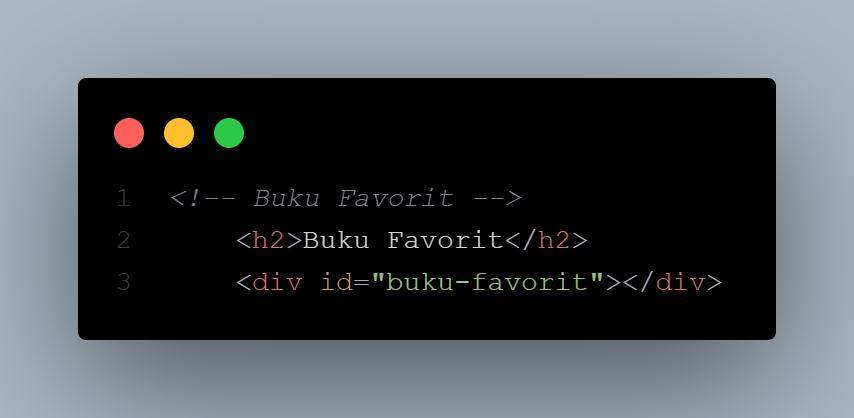 1 <!-- Buku Favorit -->
2 <h2>Buku Favorit</h2>
3 <div id="buku-favorit"></div>